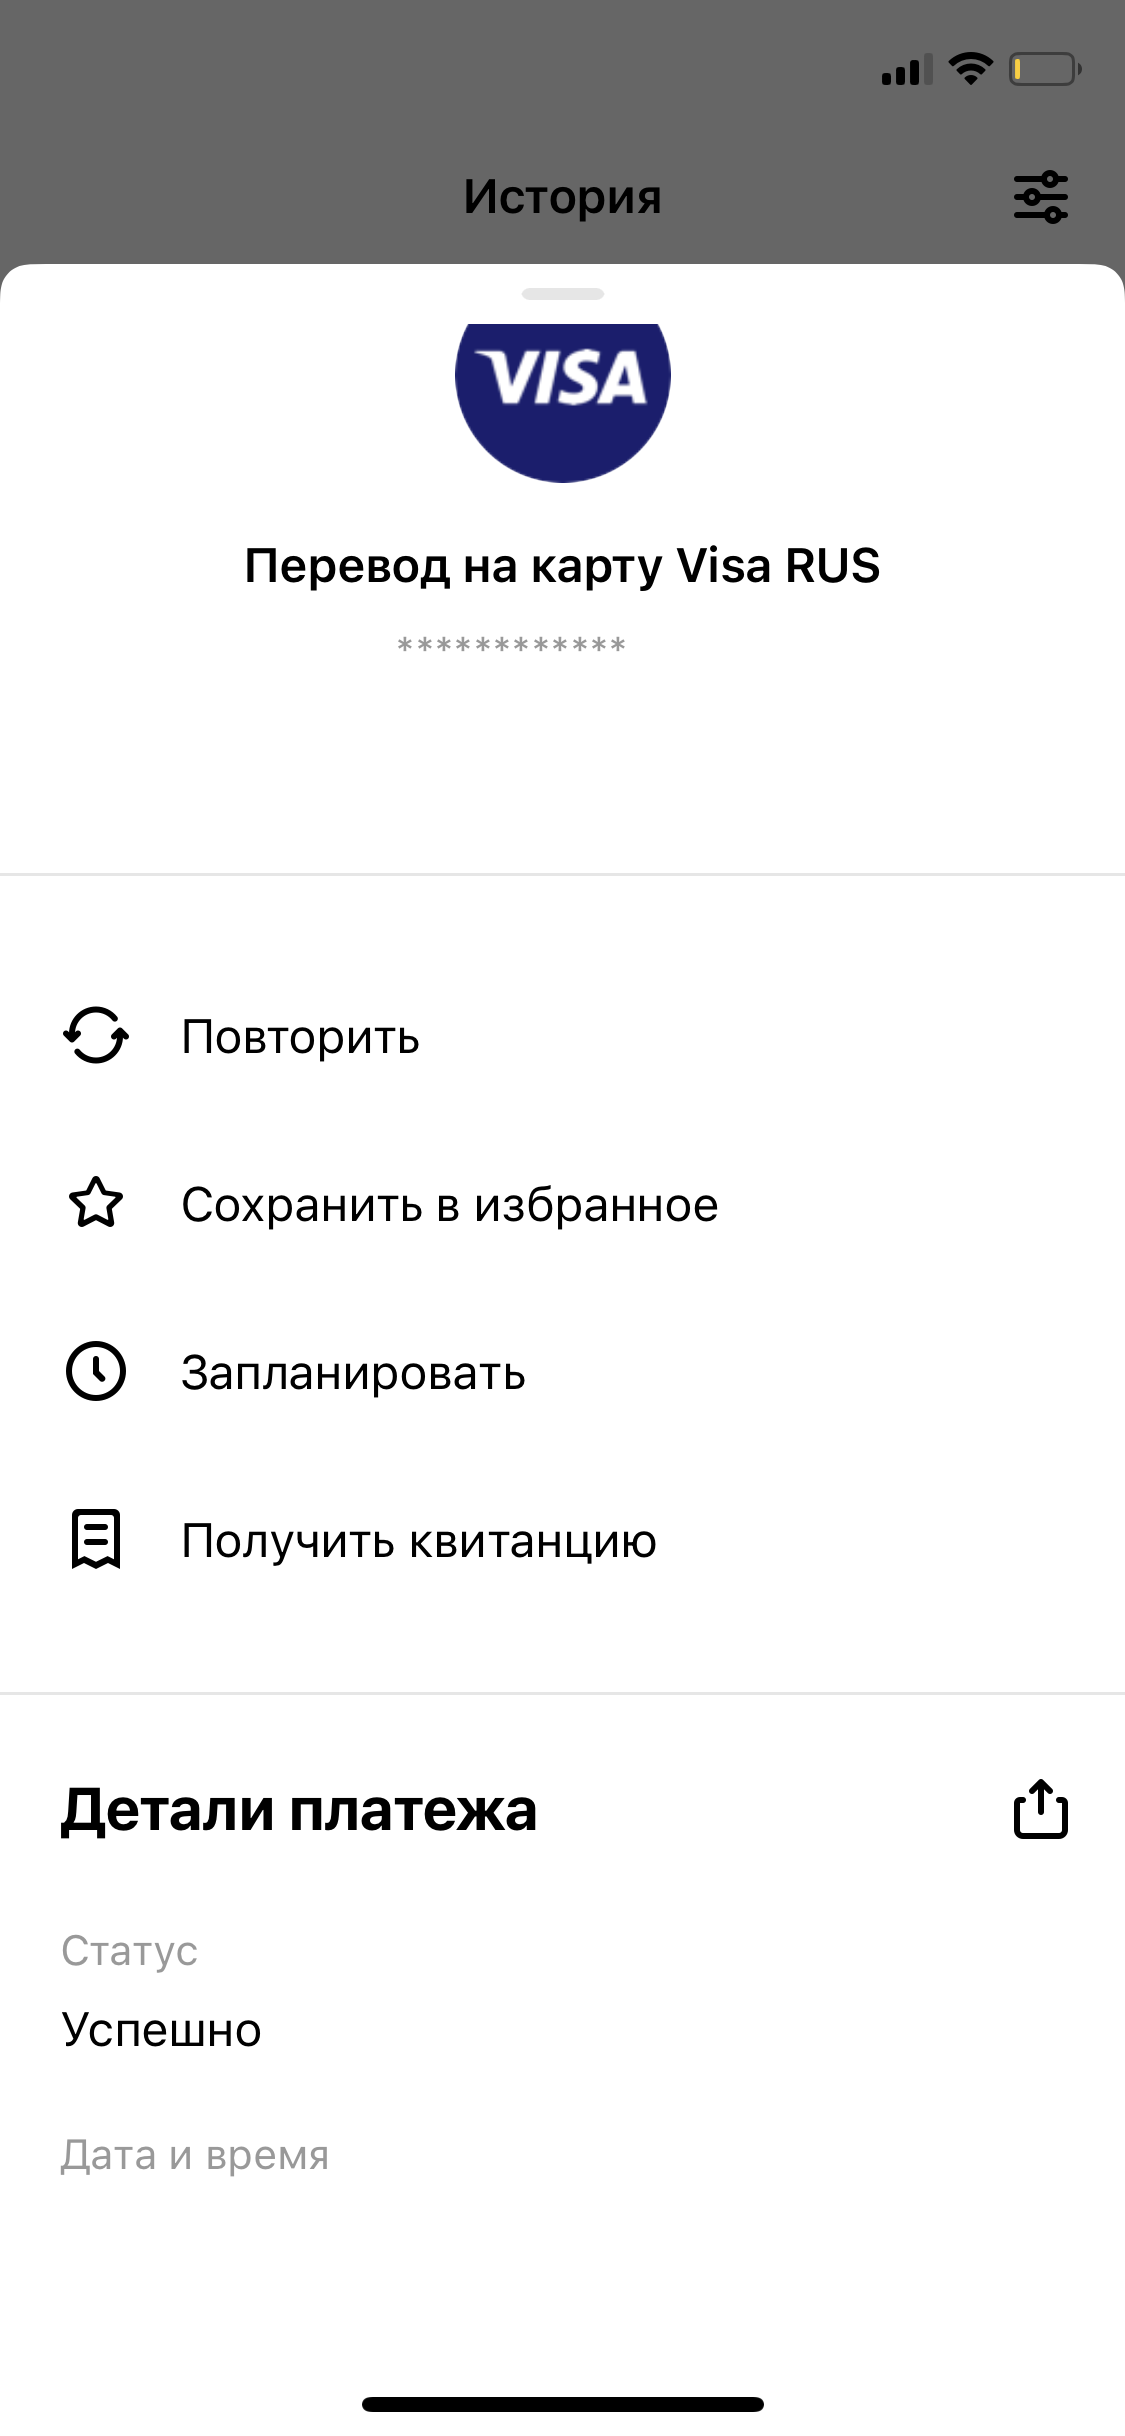 История
VISA
Перевод на карту Visa RUS
************
Повторить
Сохранить в избранное
Запланировать
Получить квитанцию
Детали платежа
Статус
Успешно
Дата и время